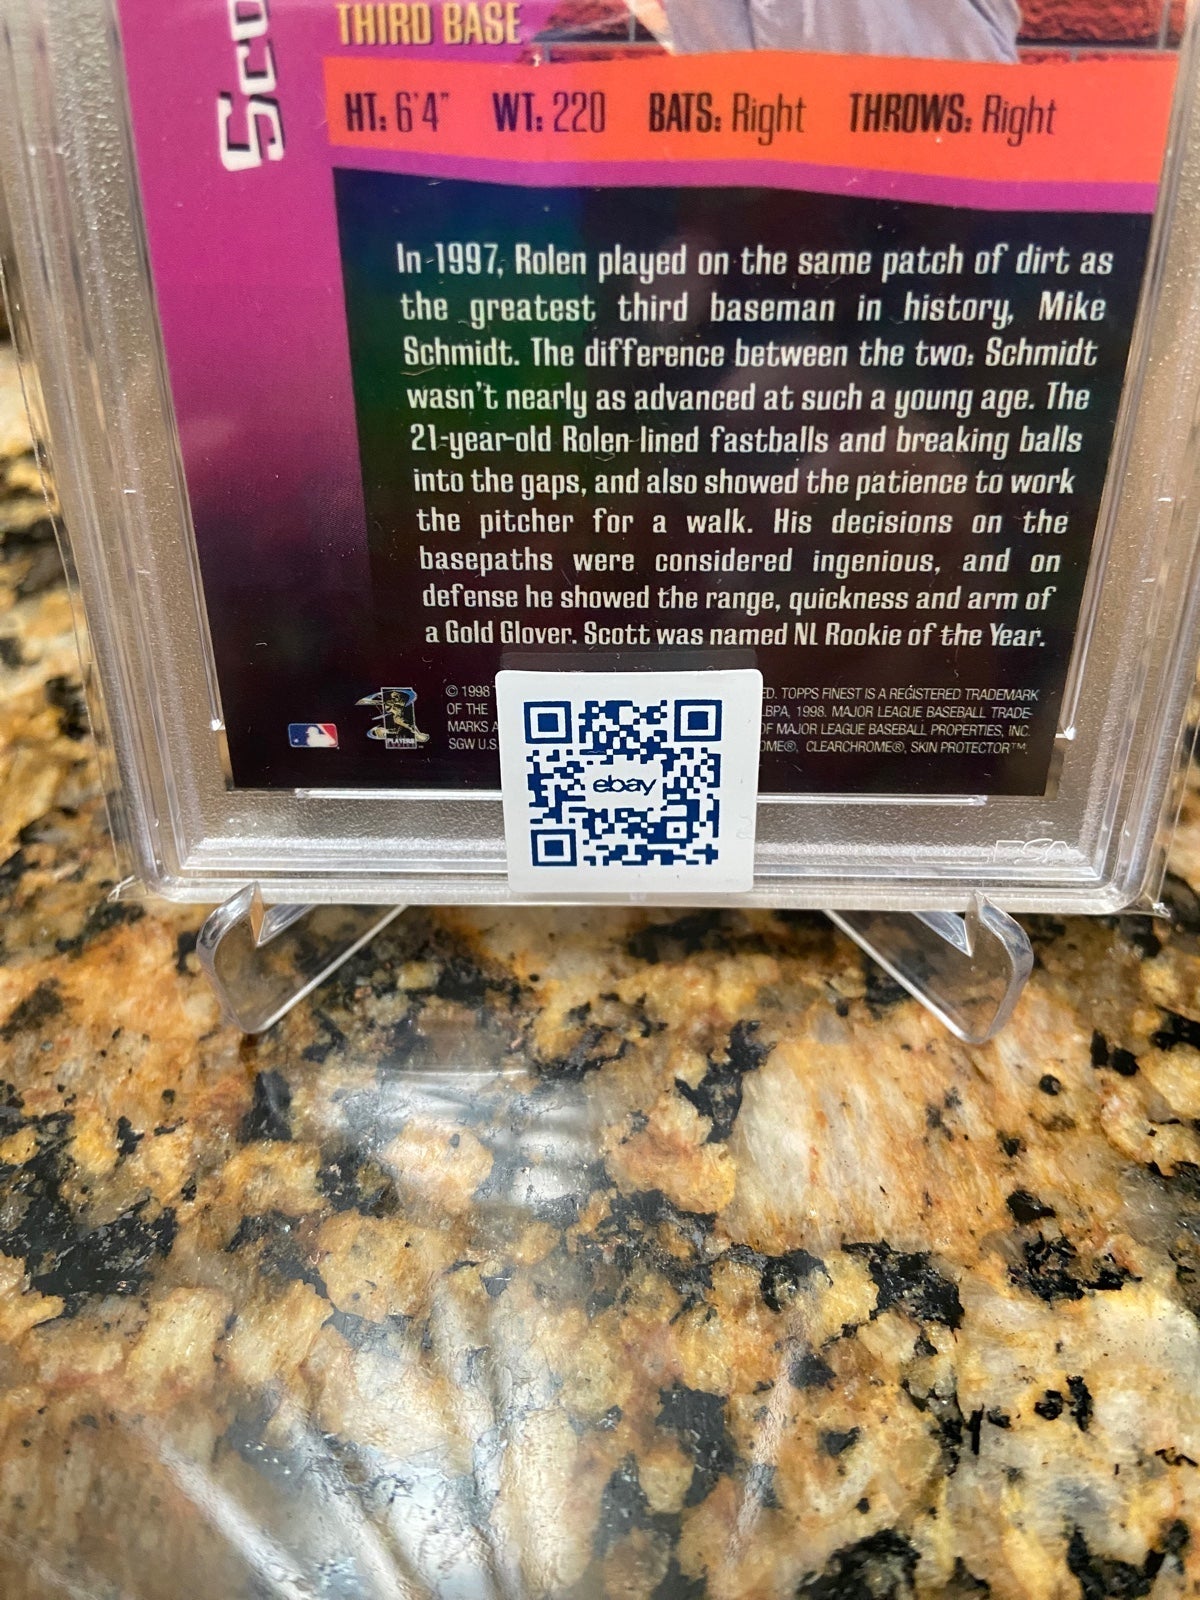 Sco
THIRD BASE
HT: 6'4" WT: 220 BATS: Right THROWS: Right
In 1997, Rolen played on the same patch of dirt as
the greatest third baseman in history, Mike
Schmidt. The difference between the two: Schmidt
wasn't nearly as advanced at such a young age. The
21-year-old Rolen lined fastballs and breaking balls
into the gaps, and also showed the patience to work
the pitcher for a walk. His decisions on the
basepaths were considered ingenious, and on
defense he showed the range, quickness and arm of
a Gold Glover. Scott was named NL Rookie of the Year.
© 1998 ED. TOPPS FINEST IS A REGISTERED TRADEMARK
OF THE LBPA, 1998. MAJOR LEAGUE BASEBALL TRADE-
MARKS A OF MAJOR LEAGUE BASEBALL PROPERTIES, INC.
SGW U.S. OME®, CLEARCHROME®, SKIN PROTECTOR™.
PLAYERS
ebay
PSA